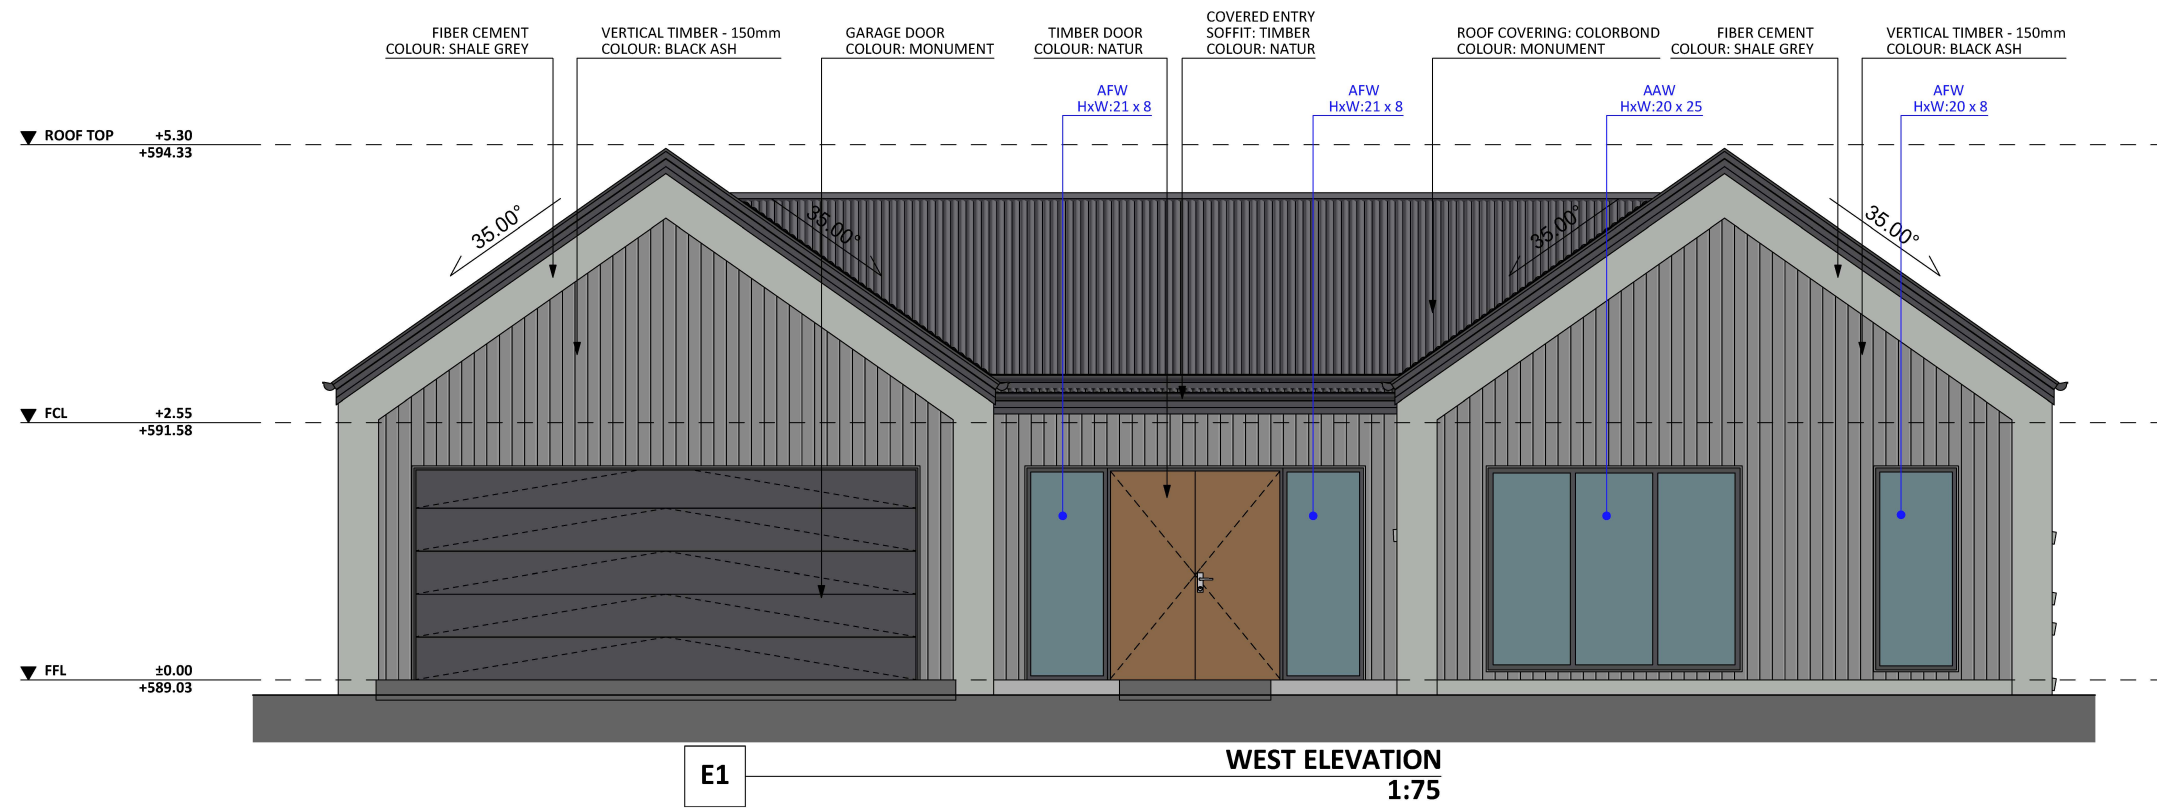 FIBER CEMENT
COLOUR: SHALE GREY
VERTICAL TIMBER - 150mm
COLOUR: BLACK ASH
GARAGE DOOR
COLOUR: MONUMENT
TIMBER DOOR
COLOUR: NATUR
COVERED ENTRY
SOFFIT: TIMBER
COLOUR: NATUR
ROOF COVERING: COLORBOND
COLOUR: MONUMENT
FIBER CEMENT
COLOUR: SHALE GREY
VERTICAL TIMBER - 150mm
COLOUR: BLACK ASH
AFW
HxW:21 x 8
AFW
HxW:21 x 8
AAW
HxW:20 x 25
AFW
HxW:20 x 8
ROOF TOP +5.30
+594.33
35.00°
35.00°
35.00°
35.00°
FCL +2.55
+591.58
FFL ±0.00
+589.03
E1
WEST ELEVATION
1:75